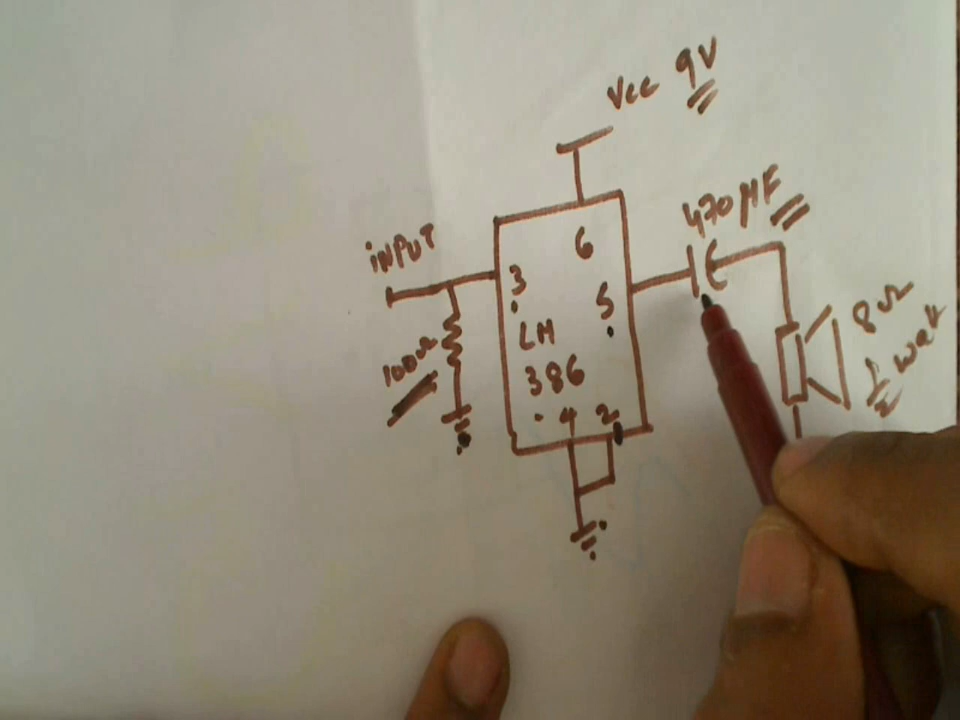 Vcc 9V
470 µF
INPUT
3
6
5
100Ω
LM
386
4 2
8Ω